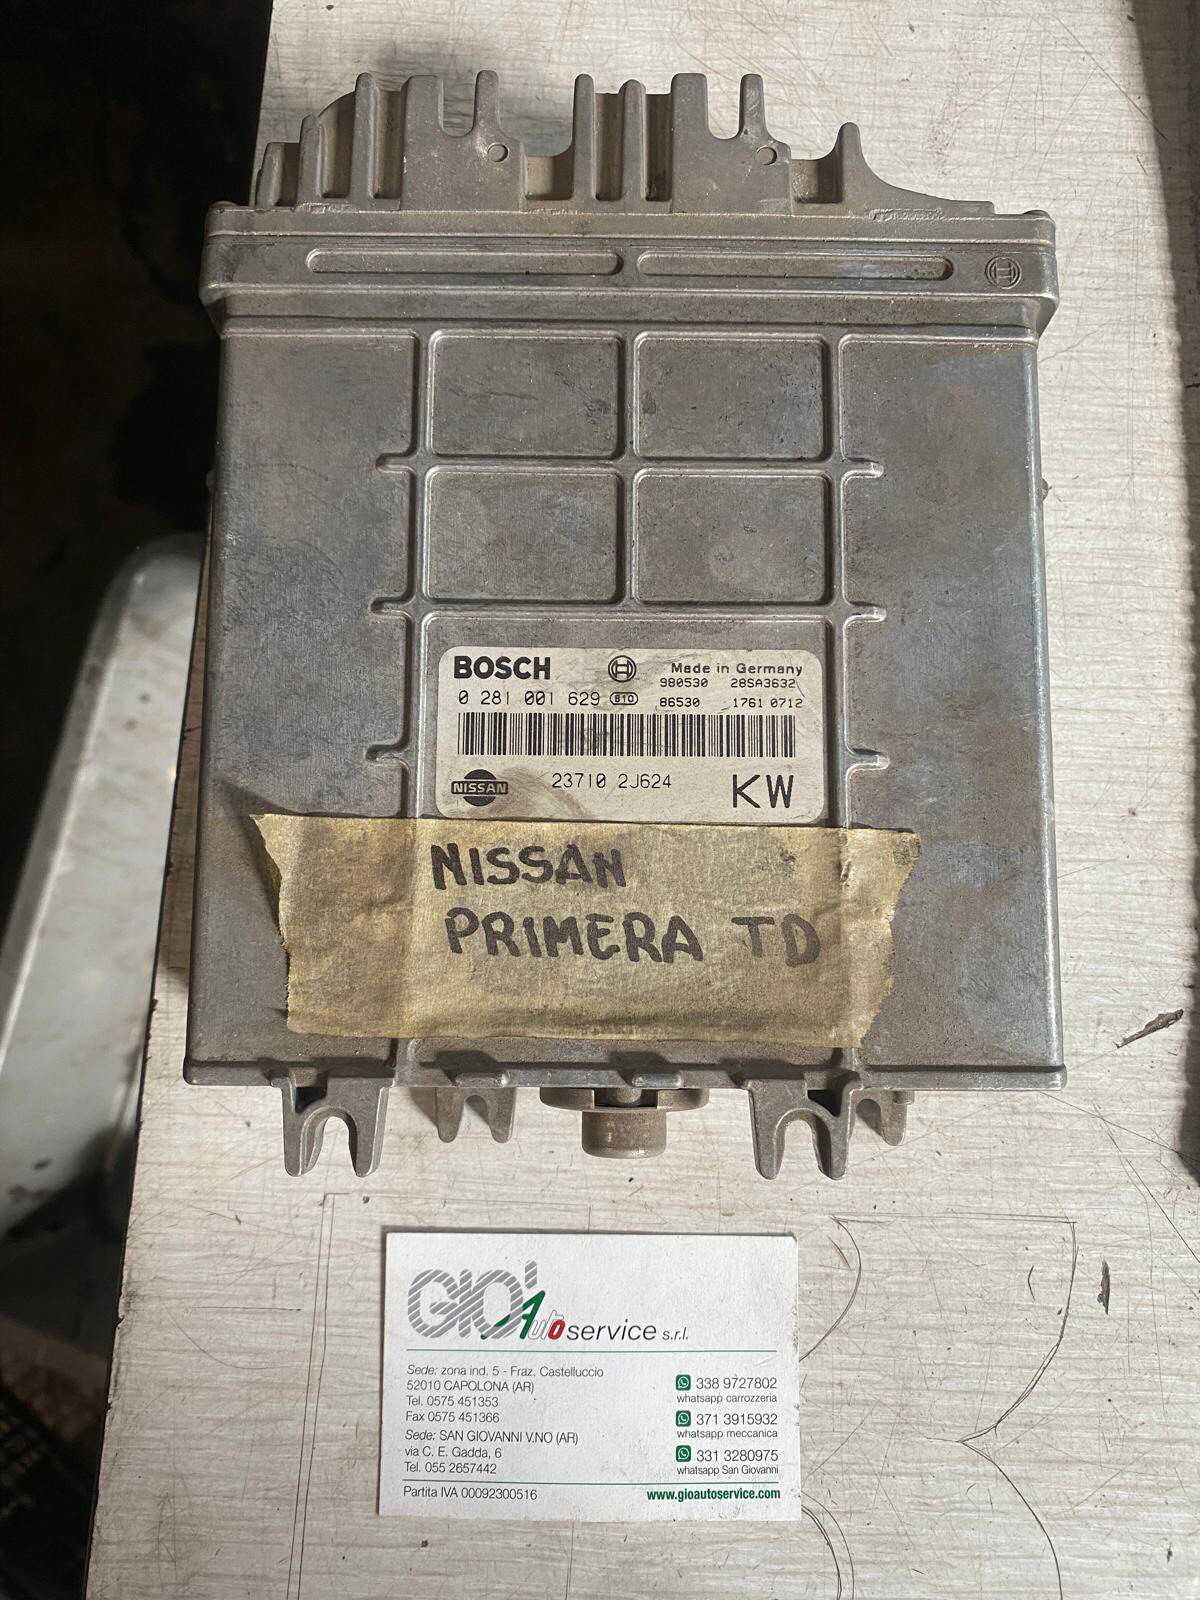 BOSCH Made in Germany
980530 28SA3632
0 281 001 629 810 86530 1761 0712
NISSAN 23710 2J624 KW
NISSAN
PRIMERA TD
GIO' Autoservice s.r.l.
Sede: zona ind. 5 - Fraz. Castelluccio
52010 CAPOLONA (AR)
Tel. 0575 451353
Fax 0575 451366
Sede: SAN GIOVANNI V.NO (AR)
via C. E. Gadda, 6
Tel. 055 2657442
338 9727802
whatsapp carrozzeria
371 3915932
whatsapp meccanica
331 3280975
whatsapp San Giovanni
Partita IVA 00092300516
www.gioautoservice.com